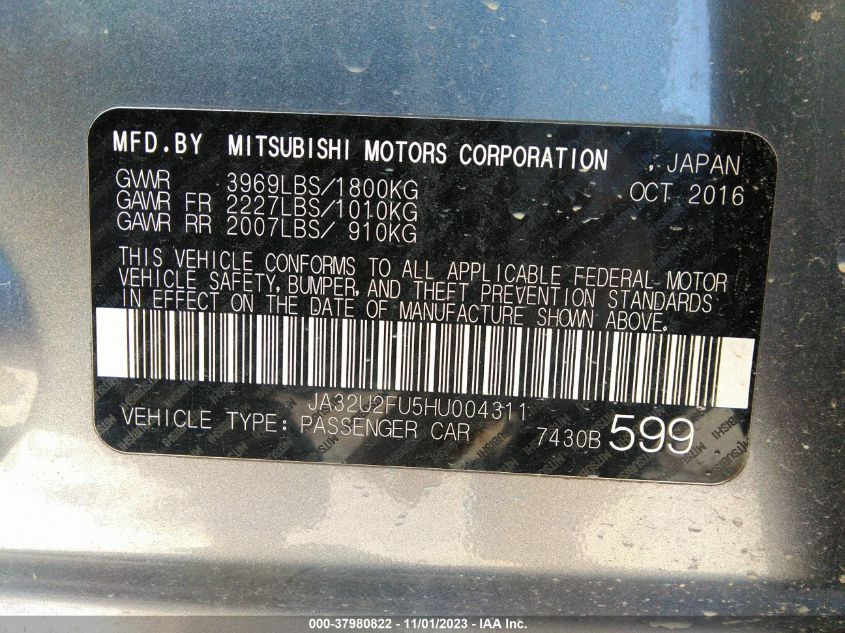 MFD.BY MITSUBISHI MOTORS CORPORATION , JAPAN
GVWR 3969LBS/1800KG OCT 2016
GAWR FR 2227LBS/1010KG
GAWR RR 2007LBS/ 910KG
THIS VEHICLE CONFORMS TO ALL APPLICABLE FEDERAL MOTOR
VEHICLE SAFETY, BUMPER, AND THEFT PREVENTION STANDARDS
IN EFFECT ON THE DATE OF MANUFACTURE SHOWN ABOVE.
JA32U2FU5HU004311
VEHICLE TYPE: PASSENGER CAR 7430B 599
000-37980822 - 11/01/2023 - IAA Inc.